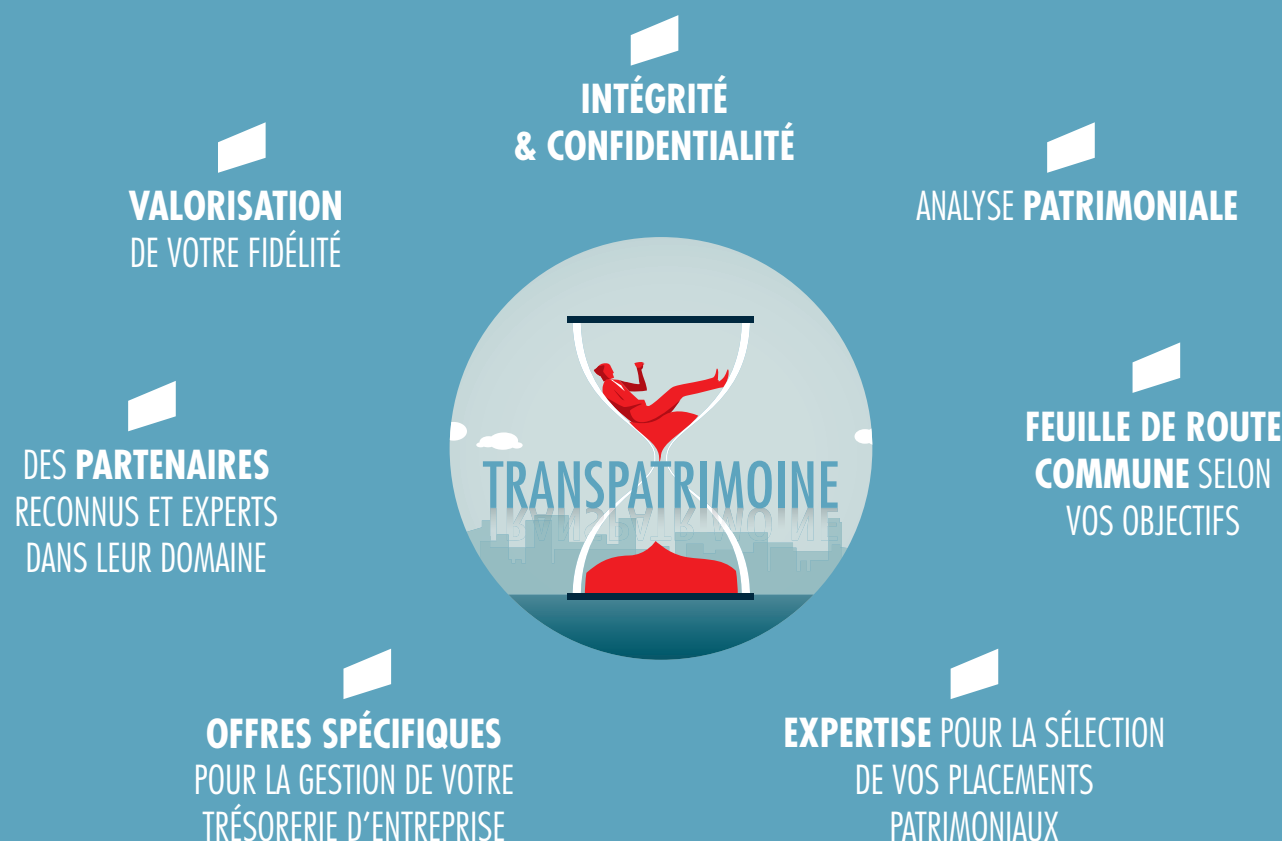 INTÉGRITÉ
& CONFIDENTIALITÉ
VALORISATION
DE VOTRE FIDÉLITÉ
ANALYSE PATRIMONIALE
DES PARTENAIRES
RECONNUS ET EXPERTS
DANS LEUR DOMAINE
TRANSPATRIMOINE
FEUILLE DE ROUTE
COMMUNE SELON
VOS OBJECTIFS
OFFRES SPÉCIFIQUES
POUR LA GESTION DE VOTRE
TRÉSORERIE D'ENTREPRISE
EXPERTISE POUR LA SÉLECTION
DE VOS PLACEMENTS
PATRIMONIAUX